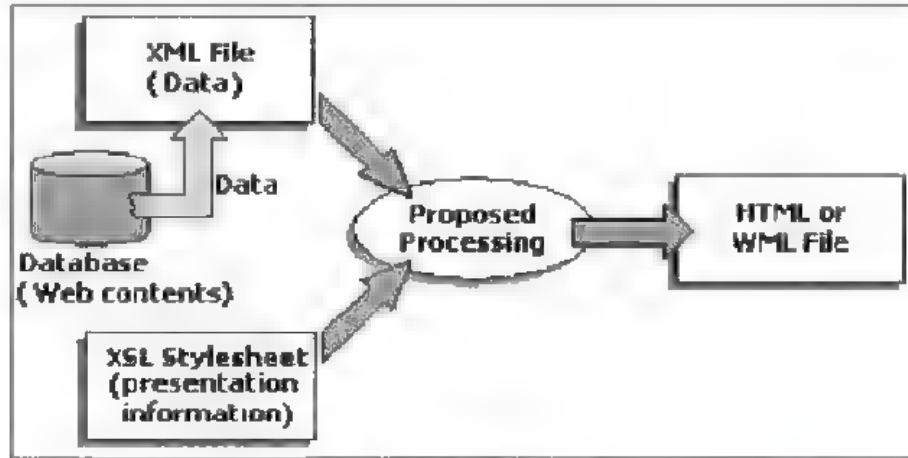 XML File
(Data)
Data
Database
(Web contents)
Proposed
Processing
HTML or
WML File
XSL Stylesheet
(presentation
information)